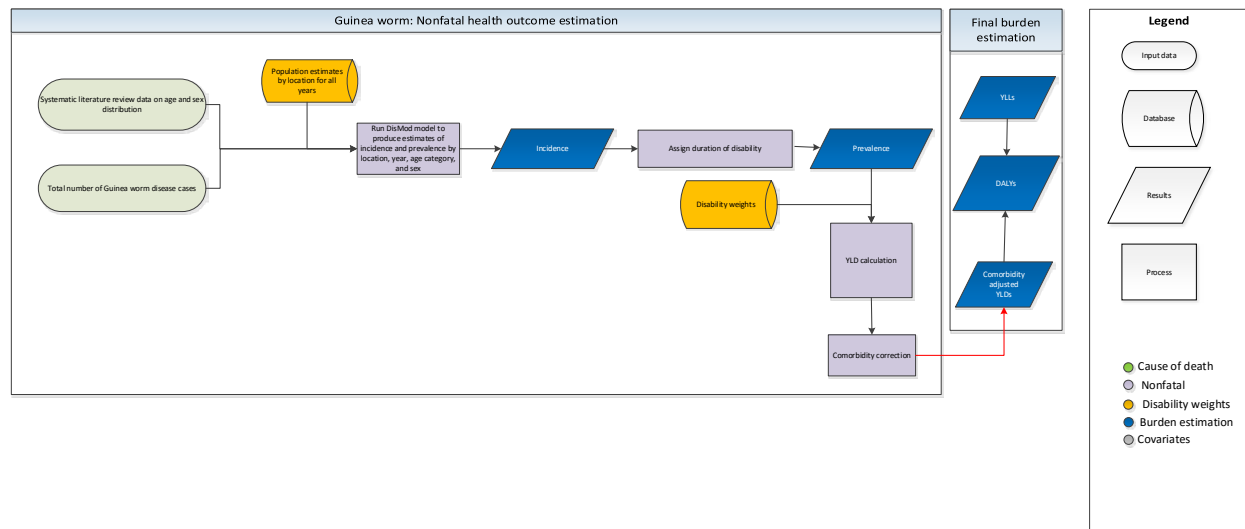 Guinea worm: Nonfatal health outcome estimation
Population estimates
by location for all
years
Systematic literature review data on age and sex
distribution
Total number of Guinea worm disease cases
Run DisMod model to
produce estimates of
incidence and prevalence by
location, year, age category,
and sex
Incidence
Assign duration of disability
Prevalence
Disability weights
YLD calculation
Comorbidity correction
Final burden
estimation
YLLs
DALYs
Comorbidity
adjusted
YLDs
Legend
Input data
Database
Results
Process
Cause of death
Nonfatal
Disability weights
Burden estimation
Covariates